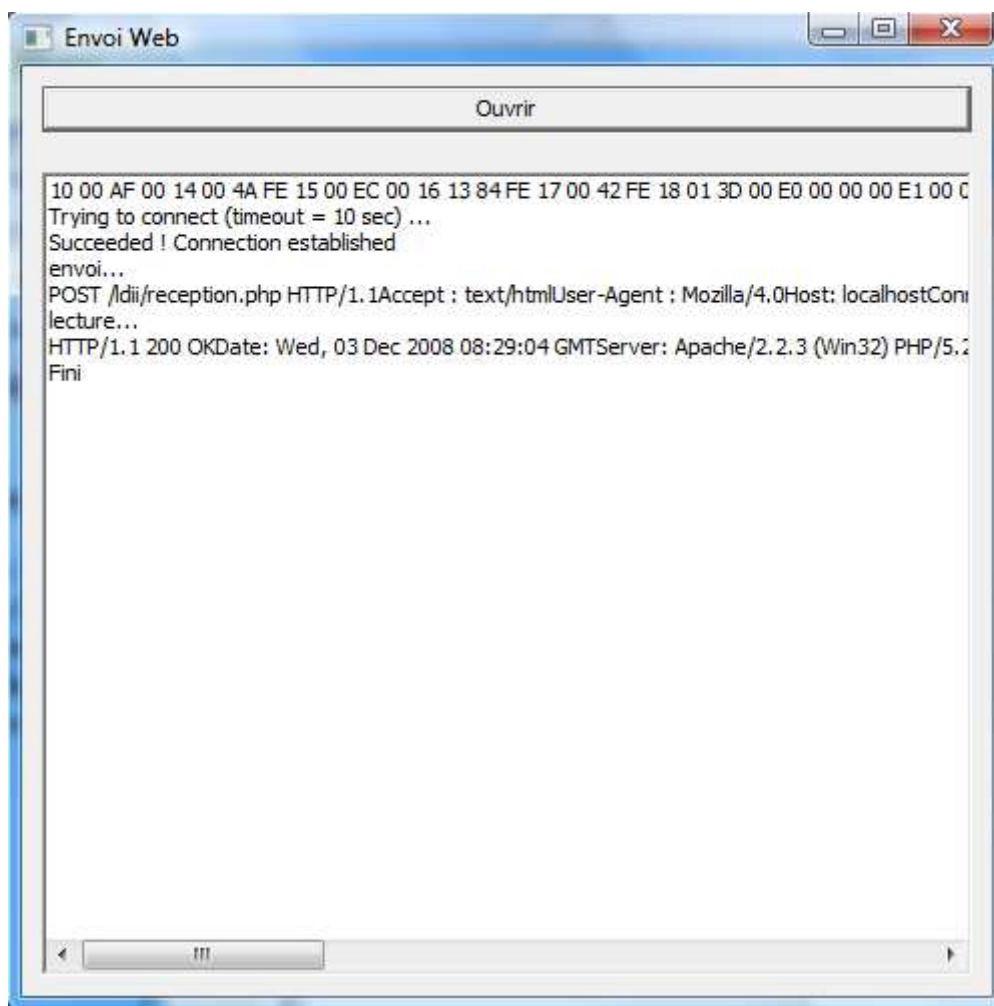 Envoi Web
Ouvrir
10 00 AF 00 14 00 4A FE 15 00 EC 00 16 13 84 FE 17 00 42 FE 18 01 3D 00 E0 00 00 00 E1 00
Trying to connect (timeout = 10 sec) ...
Succeeded ! Connection established
envoi...
POST /ldii/reception.php HTTP/1.1Accept : text/htmlUser-Agent : Mozilla/4.0Host: localhostCon
lecture...
HTTP/1.1 200 OKDate: Wed, 03 Dec 2008 08:29:04 GMTServer: Apache/2.2.3 (Win32) PHP/5.2
Fini